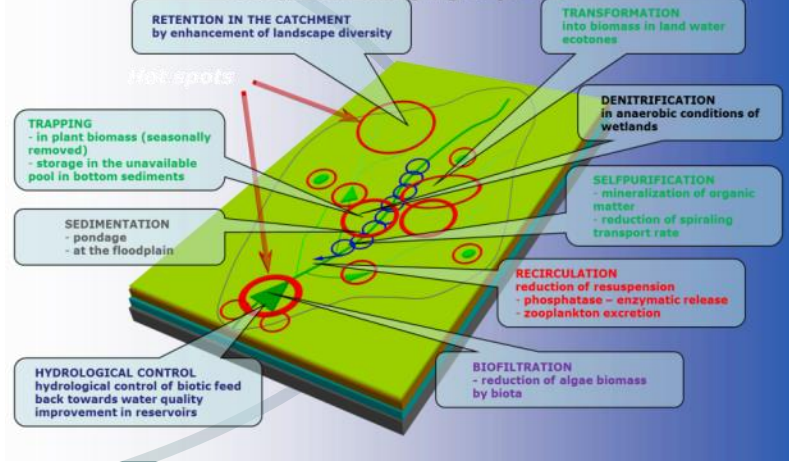 RETENTION IN THE CATCHMENT
by enhancement of landscape diversity
TRANSFORMATION
into biomass in land water
ecotones
Hot spots
TRAPPING
- in plant biomass (seasonally
removed)
- storage in the unavailable
pool in bottom sediments
DENITRIFICATION
in anaerobic conditions of
wetlands
SELFPURIFICATION
- mineralization of organic
matter
- reduction of spiraling
transport rate
SEDIMENTATION
- pondage
- at the floodplain
RECIRCULATION
reduction of resuspension
- phosphatase – enzymatic release
- zooplankton excretion
HYDROLOGICAL CONTROL
hydrological control of biotic feed
back towards water quality
improvement in reservoirs
BIOFILTRATION
- reduction of algae biomass
by biota